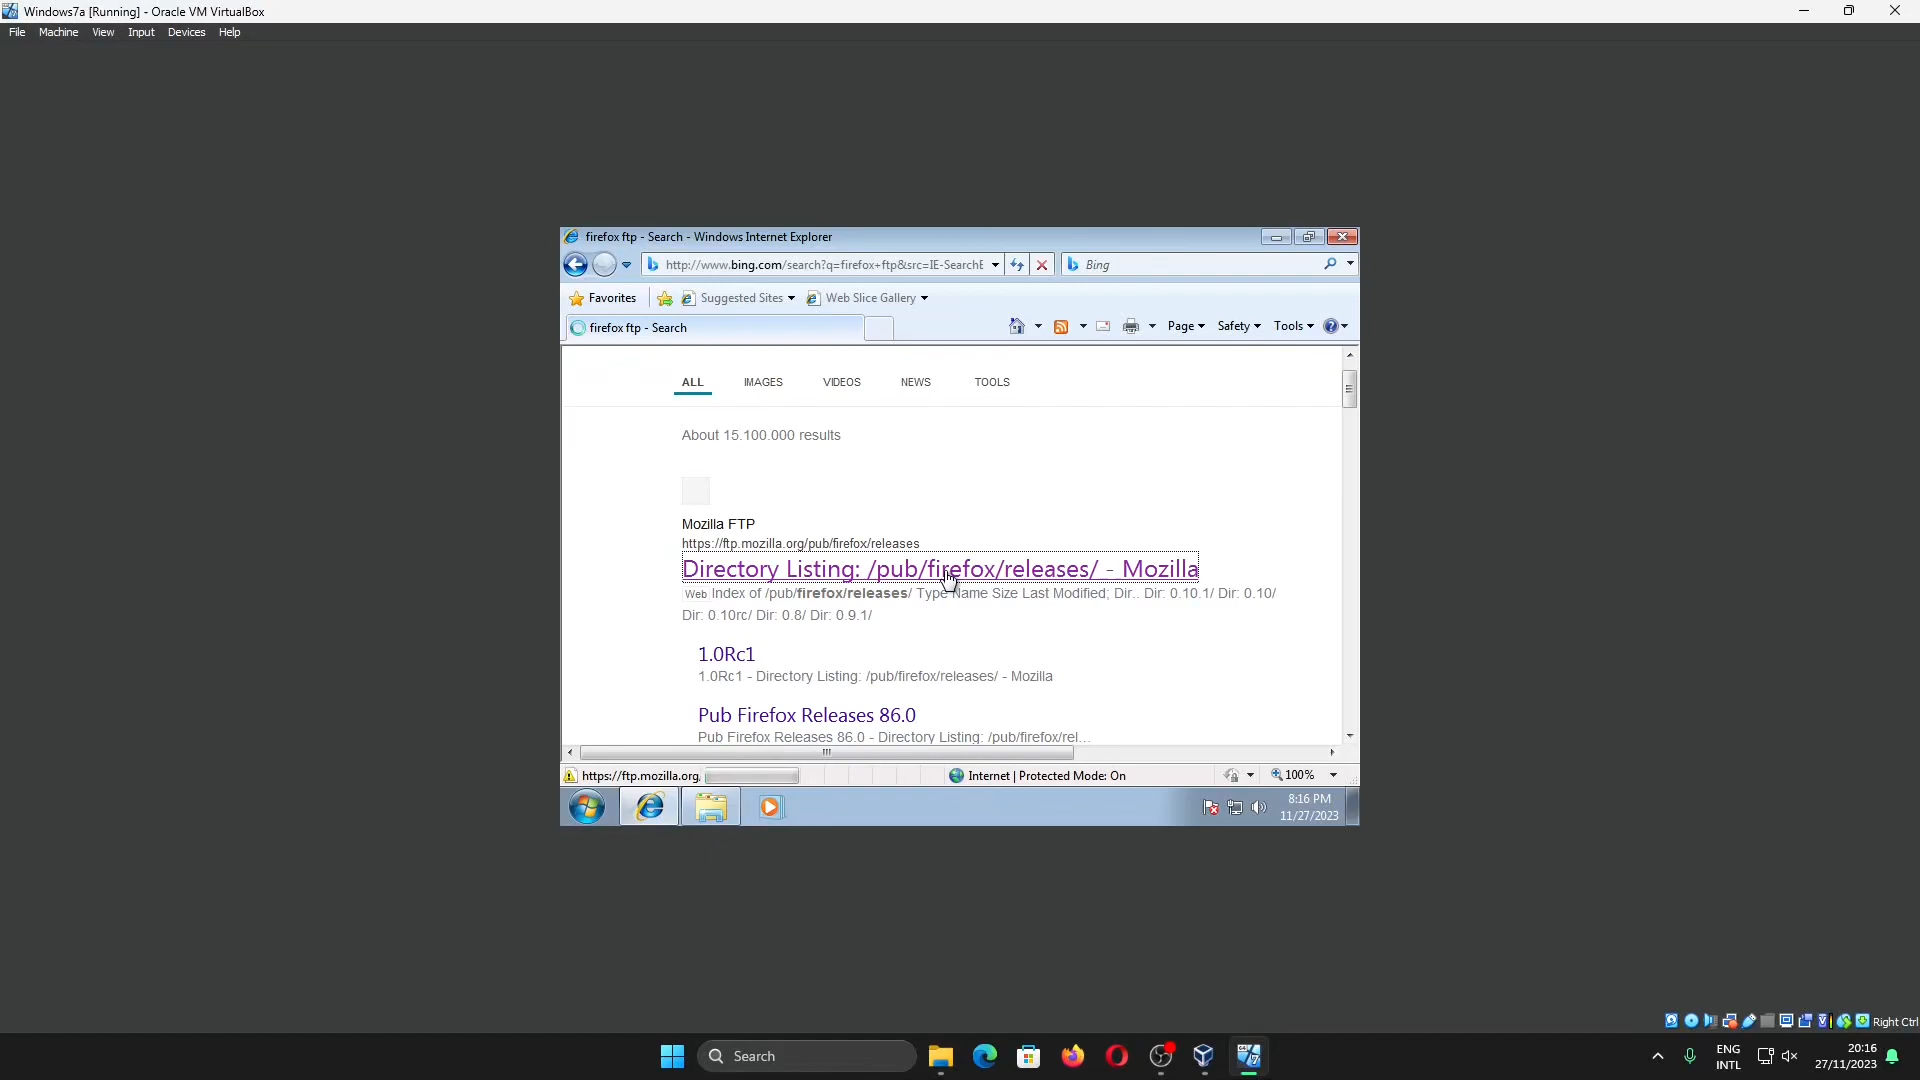 Windows7a [Running] - Oracle VM VirtualBox
File Machine View Input Devices Help
firefox ftp - Search - Windows Internet Explorer
http://www.bing.com/search?q=firefox+ftp&src=IE-SearchB
Bing
Favorites Suggested Sites Web Slice Gallery
firefox ftp - Search
Page Safety Tools
ALL IMAGES VIDEOS NEWS TOOLS
About 15.100.000 results
Mozilla FTP
https://ftp.mozilla.org/pub/firefox/releases
Directory Listing: /pub/firefox/releases/ - Mozilla
Web Index of /pub/firefox/releases/ Type Name Size Last Modified; Dir.. Dir: 0.10.1/ Dir: 0.10/
Dir: 0.10rc/ Dir: 0.8/ Dir: 0.9.1/
1.0Rc1
1.0Rc1 - Directory Listing: /pub/firefox/releases/ - Mozilla
Pub Firefox Releases 86.0
Pub Firefox Releases 86.0 - Directory Listing: /pub/firefox/rel...
https://ftp.mozilla.org
Internet | Protected Mode: On
100%
8:16 PM
11/27/2023
Right Ctrl
Search
ENG
INTL
20:16
27/11/2023